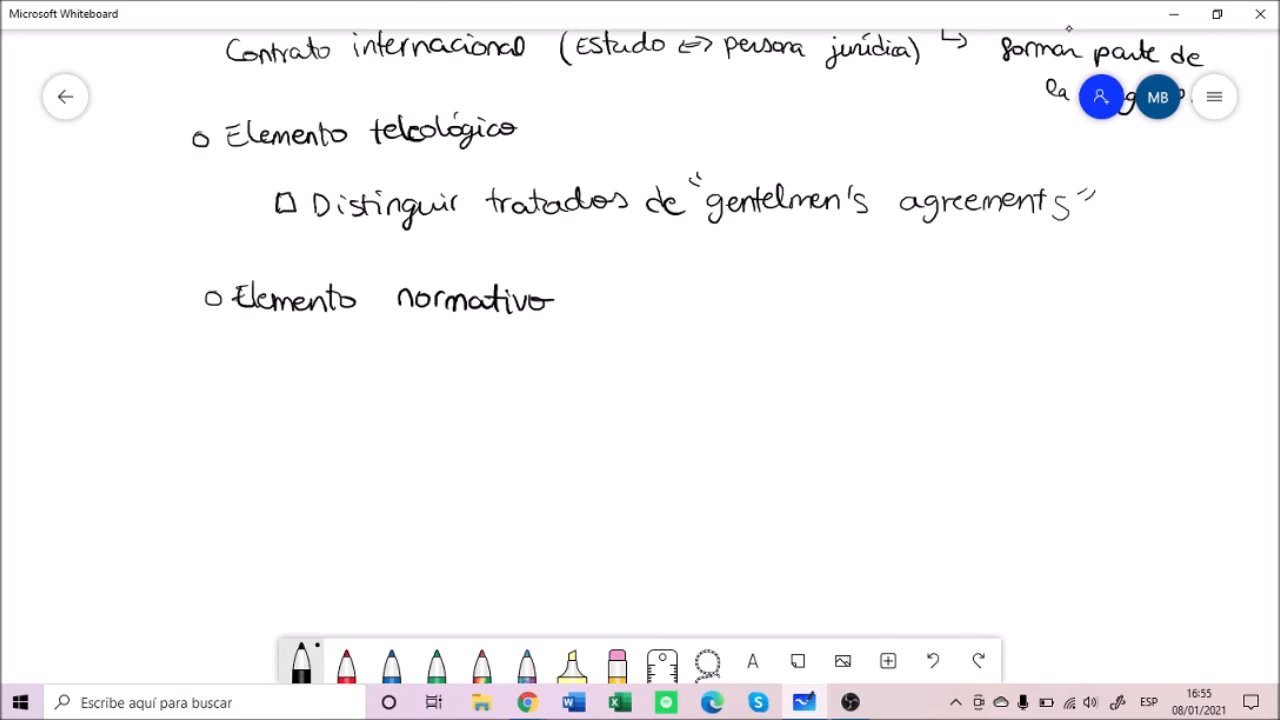 Microsoft Whiteboard
Contrato internacional (Estado ⇔ persona jurídica) ↳ forman parte de
la
MB
o Elemento teleológico
□ Distinguir tratados de "gentelmen's agreements"
o Elemento normativo
A
Escribe aquí para buscar
ESP
16:55
08/01/2021